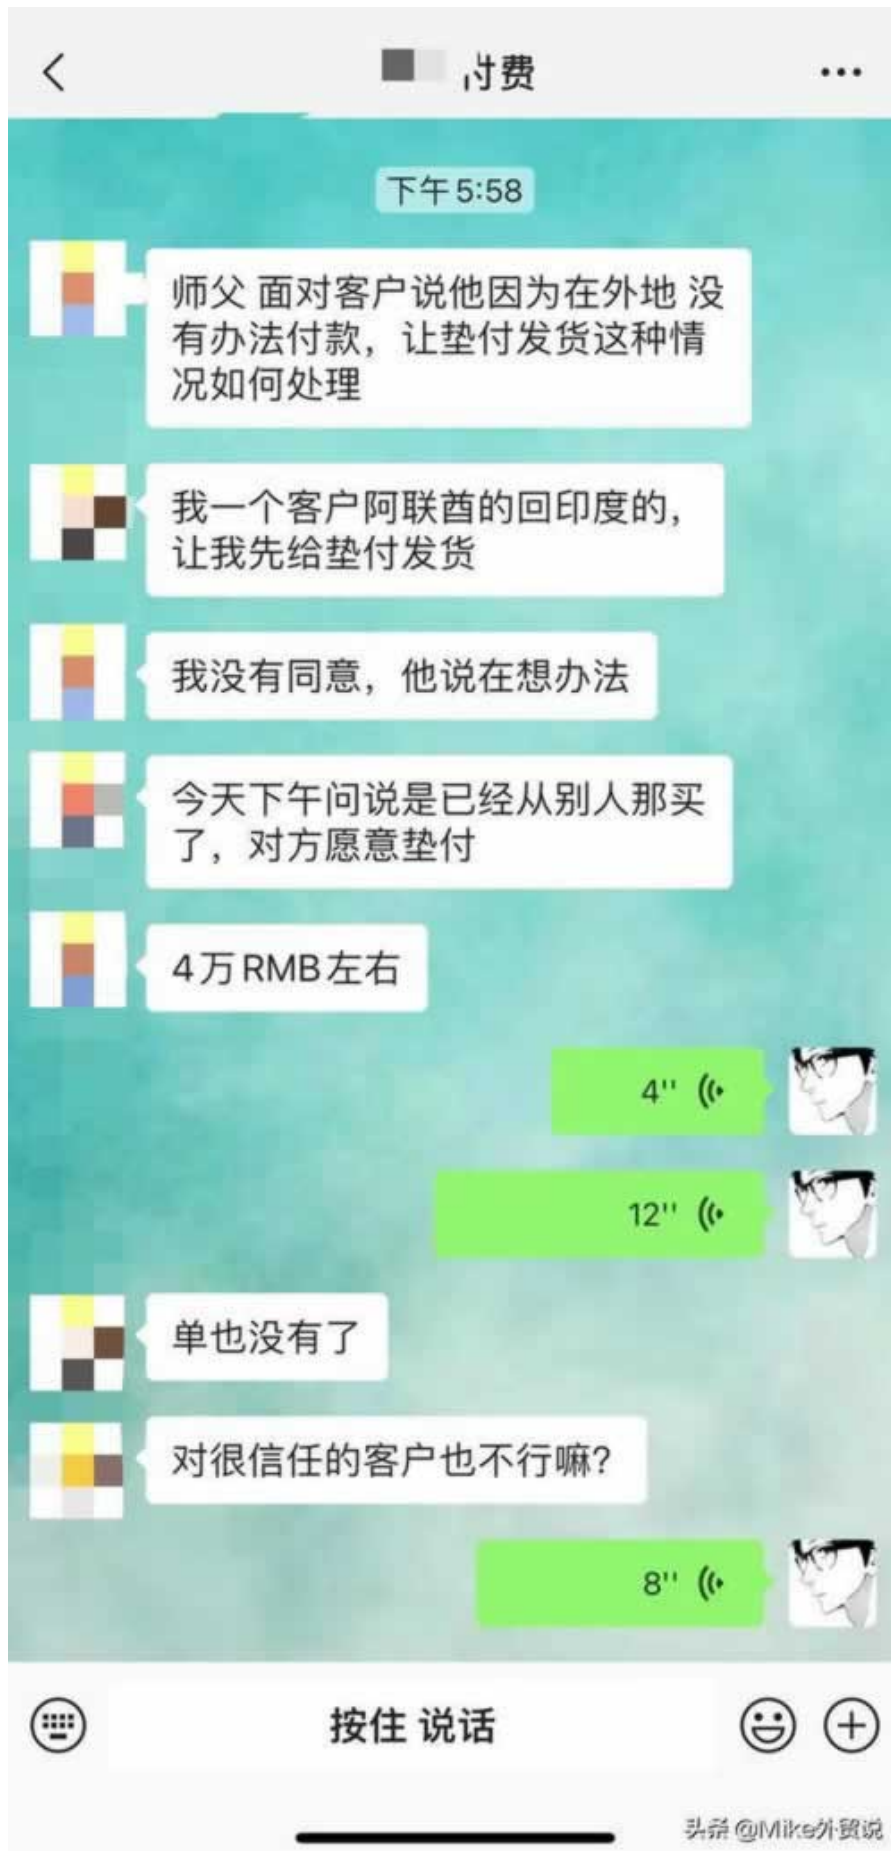 付费
下午5:58
师父 面对客户说他因为在外地 没
有办法付款，让垫付发货这种情
况如何处理
我一个客户阿联酋的回印度的，
让我先给垫付发货
我没有同意，他说在想办法
今天下午问说是已经从别人那买
了，对方愿意垫付
4万RMB左右
4''
12''
单也没有了
对很信任的客户也不行嘛？
8''
按住 说话
头条 @Mike外贸说